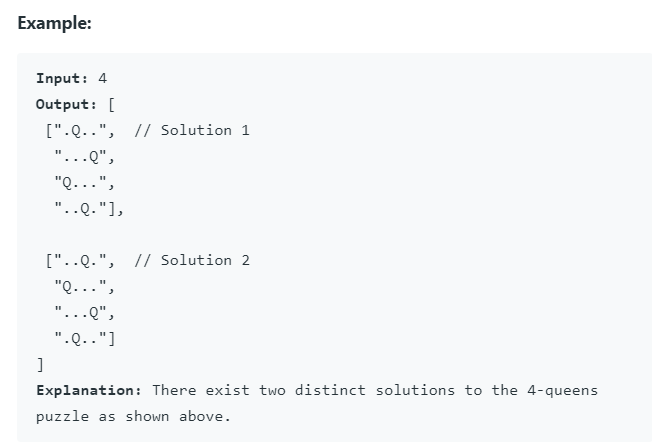 Example:
Input: 4
Output: [
[".Q..",  // Solution 1
"...Q",
"Q...",
"..Q."],
["..Q.",  // Solution 2
"Q...",
"...Q",
".Q.."]
]
Explanation: There exist two distinct solutions to the 4-queens
puzzle as shown above.